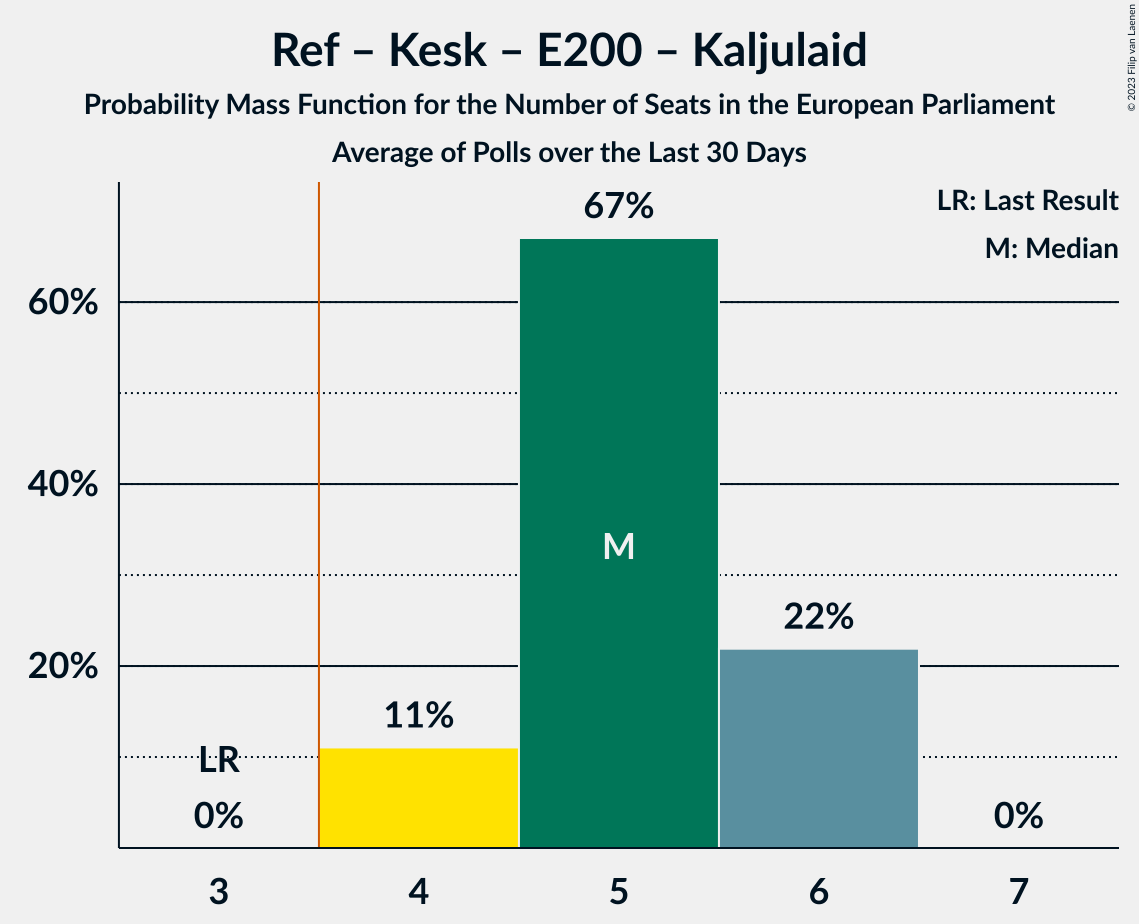 Ref – Kesk – E200 – Kaljulaid
Probability Mass Function for the Number of Seats in the European Parliament
Average of Polls over the Last 30 Days
© 2023 Filip van Laenen
LR: Last Result
M: Median
67%
60%
40%
M
22%
20%
11%
LR
0%
0%
3 4 5 6 7